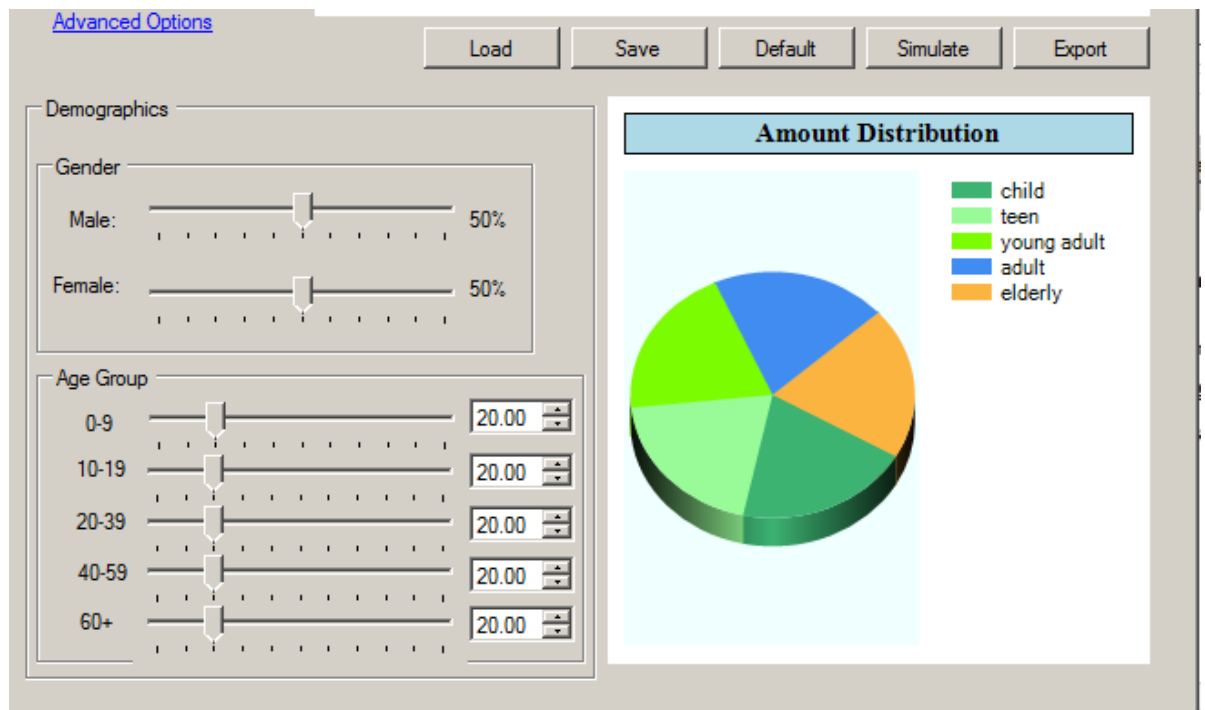 Advanced Options
Load Save Default Simulate Export
Demographics
Gender
Male: 50%
Female: 50%
Age Group
0-9 20.00
10-19 20.00
20-39 20.00
40-59 20.00
60+ 20.00
Amount Distribution
child
teen
young adult
adult
elderly